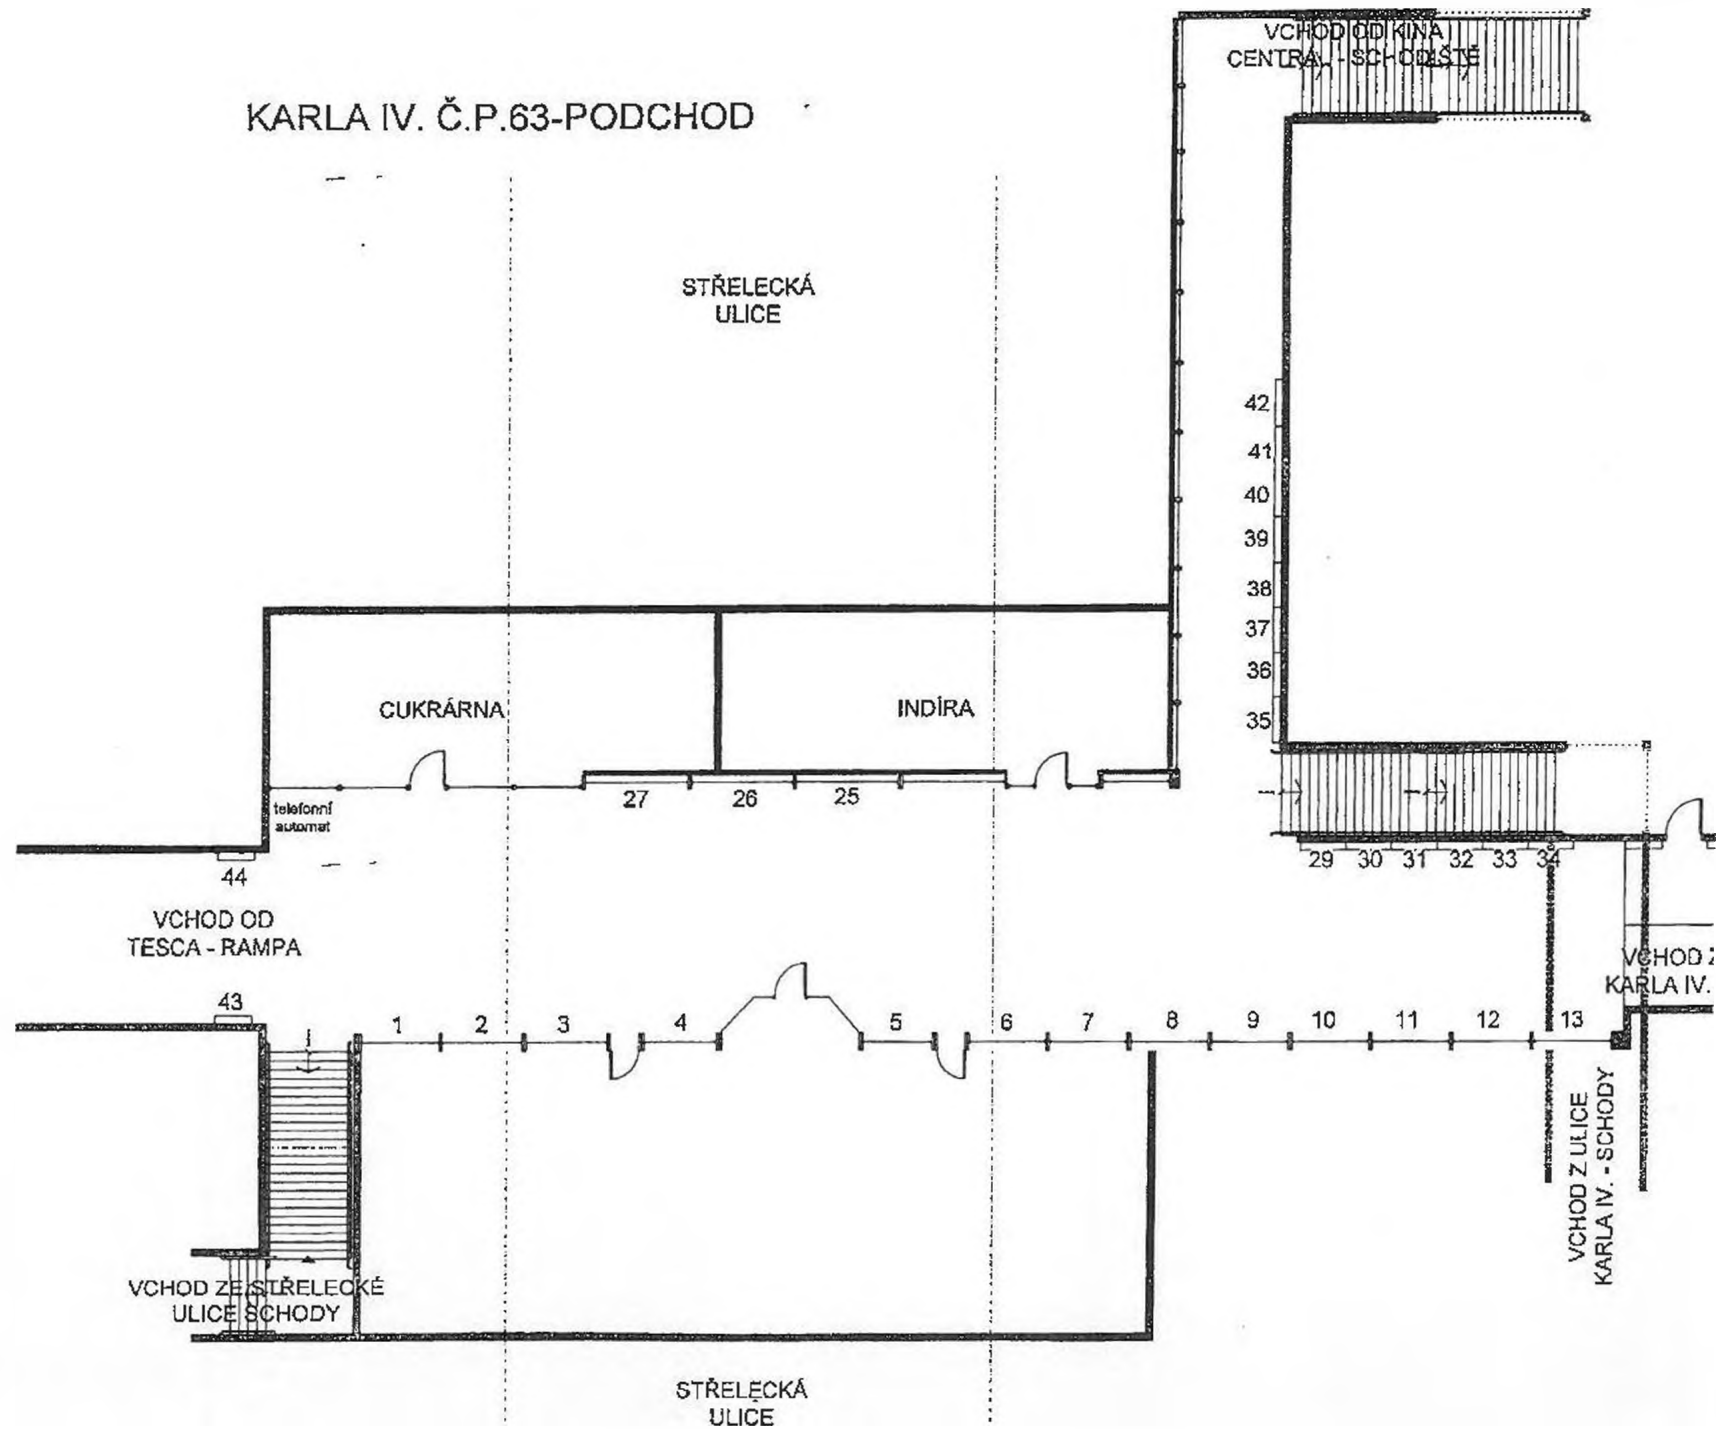 VCHOD OD KINA
CENTRAL - SCHODIŠTĚ
KARLA IV. Č.P.63-PODCHOD
STŘELECKÁ
ULICE
42
41
40
39
38
37
36
35
CUKRÁRNA
INDÍRA
27
26
25
telefonní
automat
29
30
31
32
33
34
44
VCHOD OD
TESCA - RAMPA
VCHOD Z
KARLA IV.
43
1
2
3
4
5
6
7
8
9
10
11
12
13
VCHOD Z ULICE
KARLA IV. - SCHODY
VCHOD ZE STŘELECKÉ
ULICE SCHODY
STŘELECKÁ
ULICE